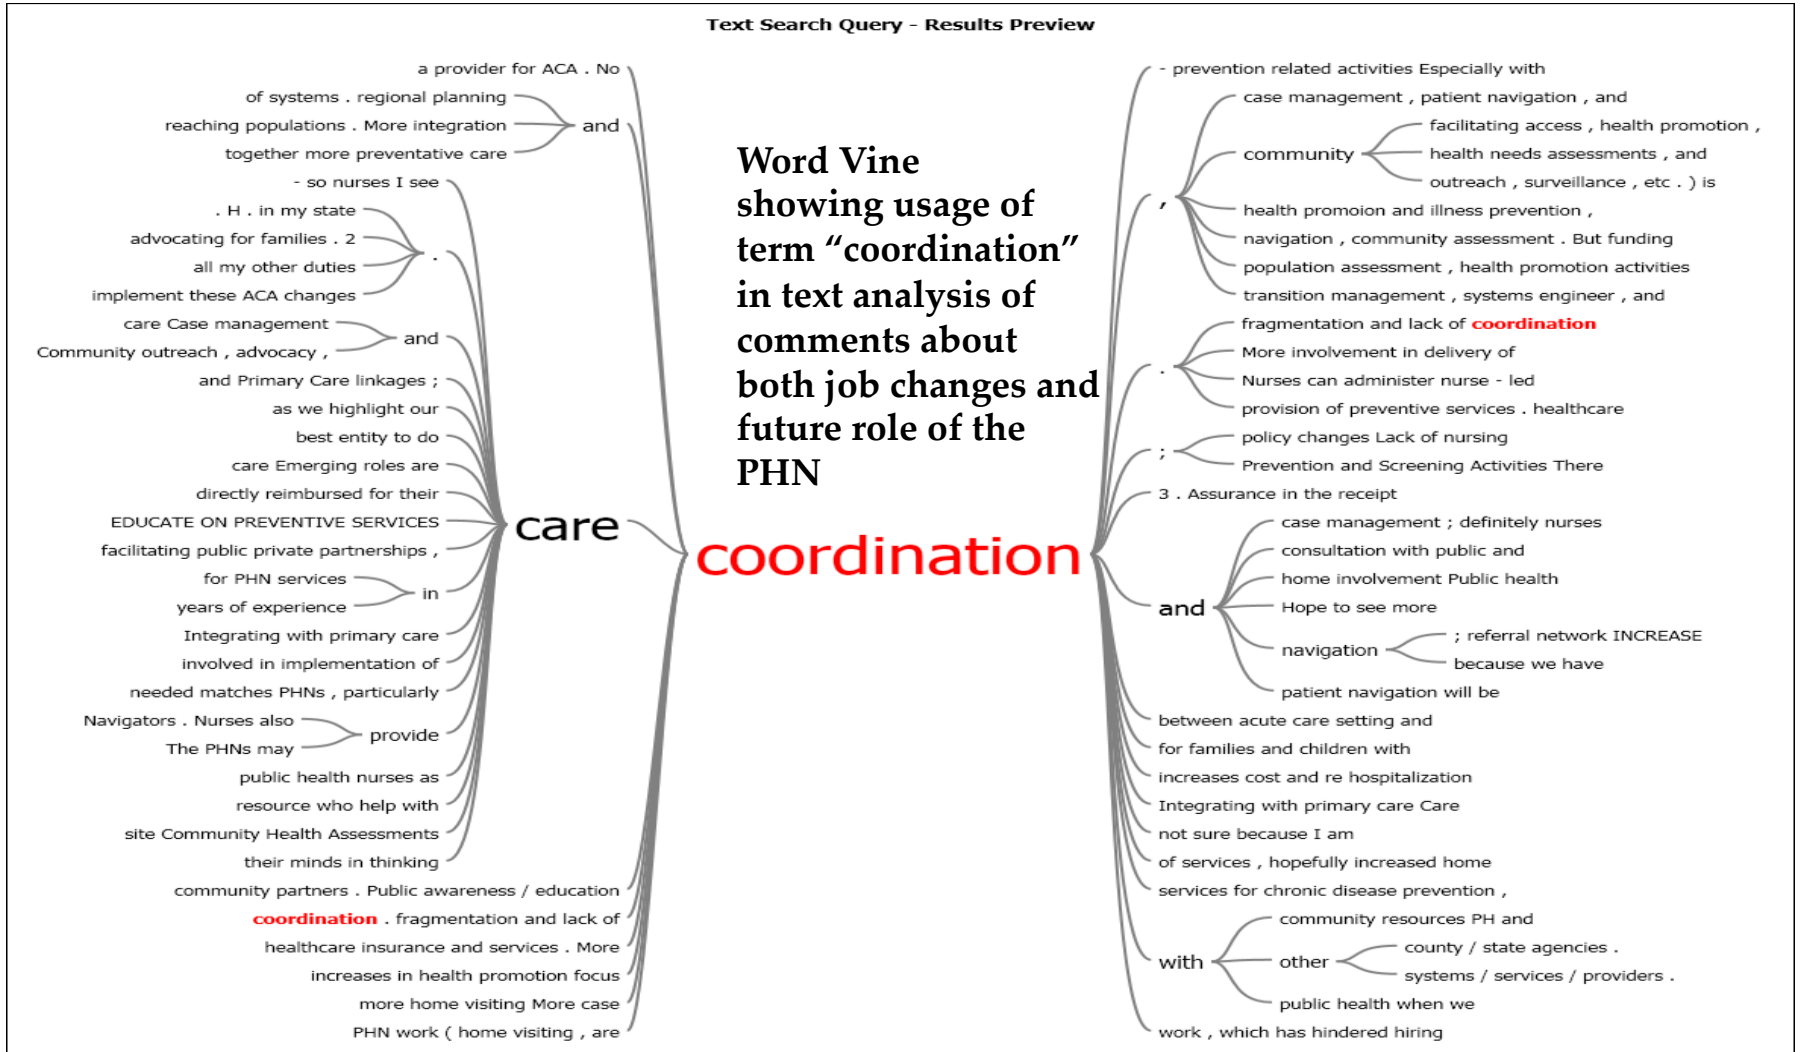 Text Search Query - Results Preview
a provider for ACA . No
of systems . regional planning
reaching populations . More integration
together more preventative care
and
- so nurses I see
. H . in my state
advocating for families . 2
all my other duties
implement these ACA changes
.
care Case management
Community outreach , advocacy ,
and
and Primary Care linkages ;
as we highlight our
best entity to do
care Emerging roles are
directly reimbursed for their
EDUCATE ON PREVENTIVE SERVICES
facilitating public private partnerships ,
for PHN services
years of experience
in
Integrating with primary care
involved in implementation of
needed matches PHNs , particularly
Navigators . Nurses also
The PHNs may
provide
public health nurses as
resource who help with
site Community Health Assessments
their minds in thinking
care
community partners . Public awareness / education
coordination . fragmentation and lack of
healthcare insurance and services . More
increases in health promotion focus
more home visiting More case
PHN work ( home visiting , are
Word Vine
showing usage of
term “coordination”
in text analysis of
comments about
both job changes and
future role of the
PHN
coordination
- prevention related activities Especially with
,
case management , patient navigation , and
community
facilitating access , health promotion ,
health needs assessments , and
outreach , surveillance , etc . ) is
health promoion and illness prevention ,
navigation , community assessment . But funding
population assessment , health promotion activities
transition management , systems engineer , and
.
fragmentation and lack of coordination
More involvement in delivery of
Nurses can administer nurse - led
provision of preventive services . healthcare
;
policy changes Lack of nursing
Prevention and Screening Activities There
3 . Assurance in the receipt
and
case management ; definitely nurses
consultation with public and
home involvement Public health
Hope to see more
navigation
; referral network INCREASE
because we have
patient navigation will be
between acute care setting and
for families and children with
increases cost and re hospitalization
Integrating with primary care Care
not sure because I am
of services , hopefully increased home
services for chronic disease prevention ,
with
community resources PH and
other
county / state agencies .
systems / services / providers .
public health when we
work , which has hindered hiring